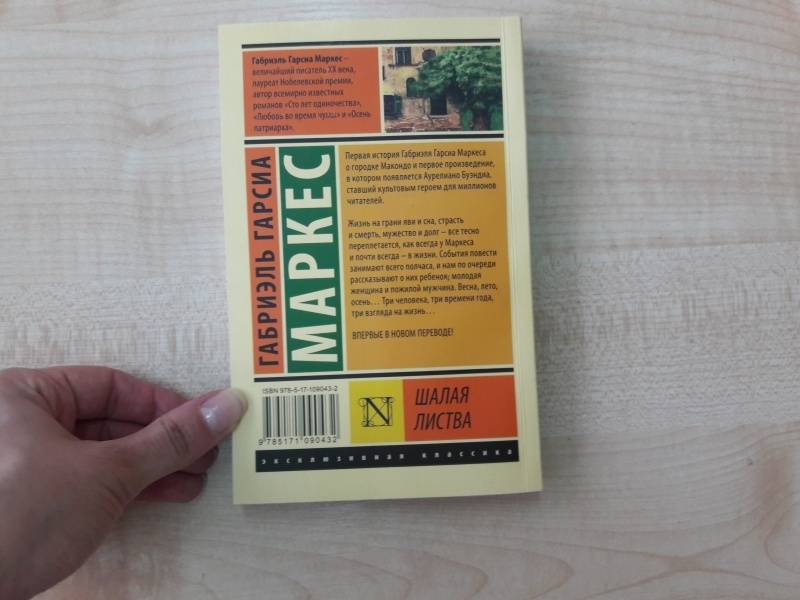 Габриэль Гарсиа Маркес –
величайший писатель XX века,
лауреат Нобелевской премии,
автор всемирно известных
романов «Сто лет одиночества»,
«Любовь во время чумы» и «Осень
патриарха».
ГАБРИЭЛЬ ГАРСИА
МАРКЕС
Первая история Габриэля Гарсиа Маркеса
о городке Макондо и первое произведение,
в котором появляется Аурелиано Буэндиа,
ставший культовым героем для миллионов
читателей.
Жизнь на грани яви и сна, страсть
и смерть, мужество и долг – все тесно
переплетается, как всегда у Маркеса
и почти всегда – в жизни. События повести
занимают всего полчаса, и нам по очереди
рассказывают о них ребенок; молодая
женщина и пожилой мужчина. Весна, лето,
осень... Три человека, три времени года,
три взгляда на жизнь...
ВПЕРВЫЕ В НОВОМ ПЕРЕВОДЕ!
ISBN 978-5-17-109043-2
9 785171 090432
N
ШАЛАЯ
ЛИСТВА
эксклюзивная классика